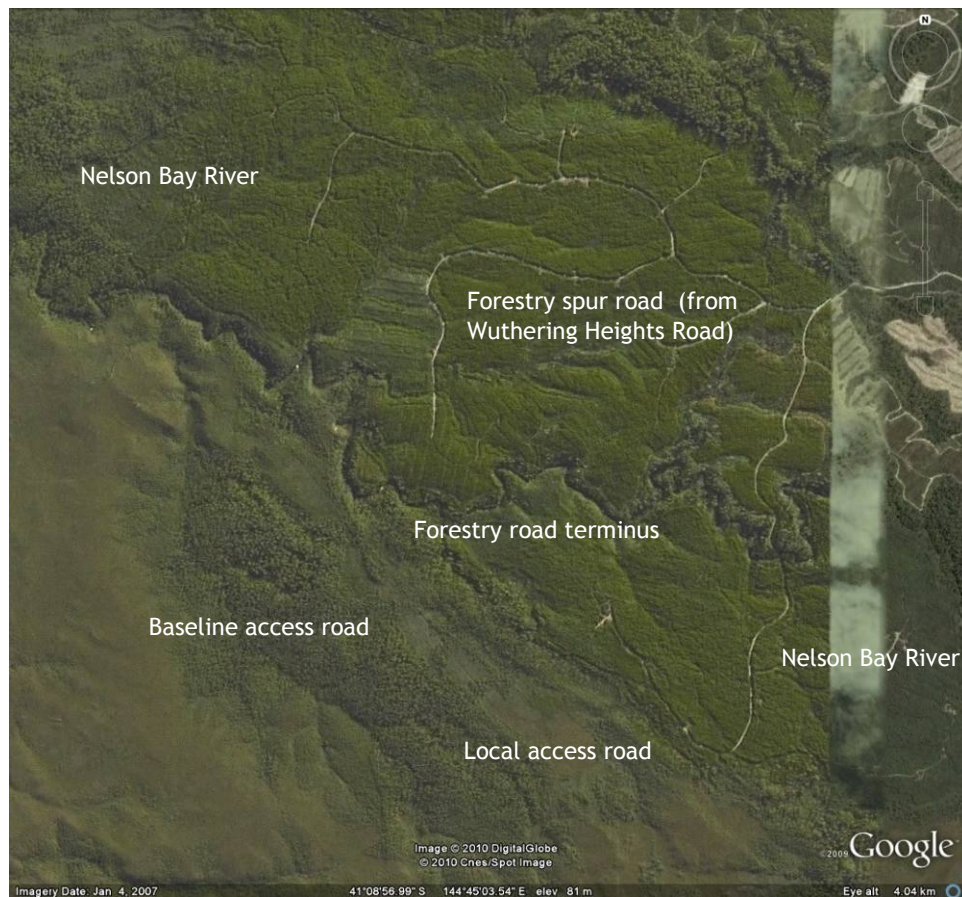 N
Nelson Bay River
Forestry spur road (from
Wuthering Heights Road)
Forestry road terminus
Baseline access road
Nelson Bay River
Local access road
Image © 2010 DigitalGlobe
© 2010 Cnes/Spot Image
©2009 Google
Imagery Date: Jan 4, 2007 41°08'56.99" S 144°45'03.54" E elev 81 m Eye alt 4.04 km